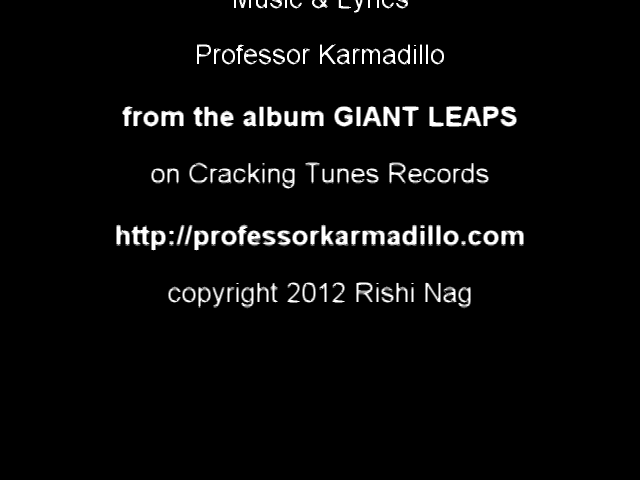 Music & Lyrics
Professor Karmadillo
from the album GIANT LEAPS
on Cracking Tunes Records
http://professorkarmadillo.com
copyright 2012 Rishi Nag